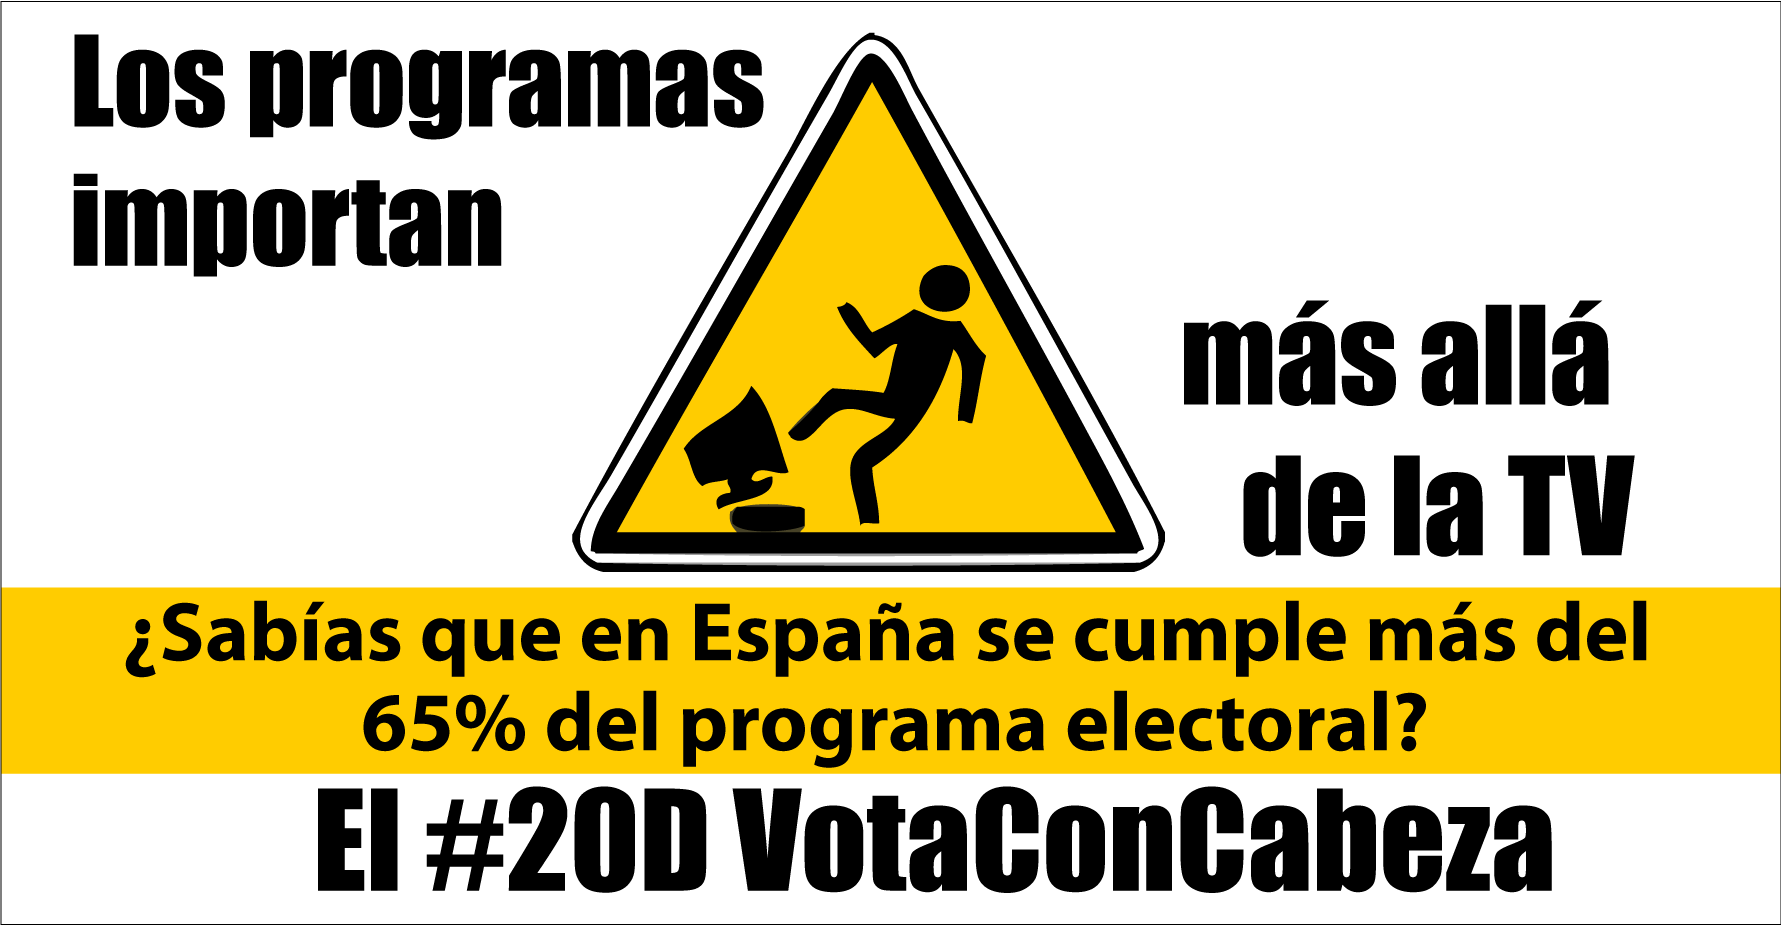 Los programas
importan
más allá
de la TV
¿Sabías que en España se cumple más del
65% del programa electoral?
El #20D VotaConCabeza